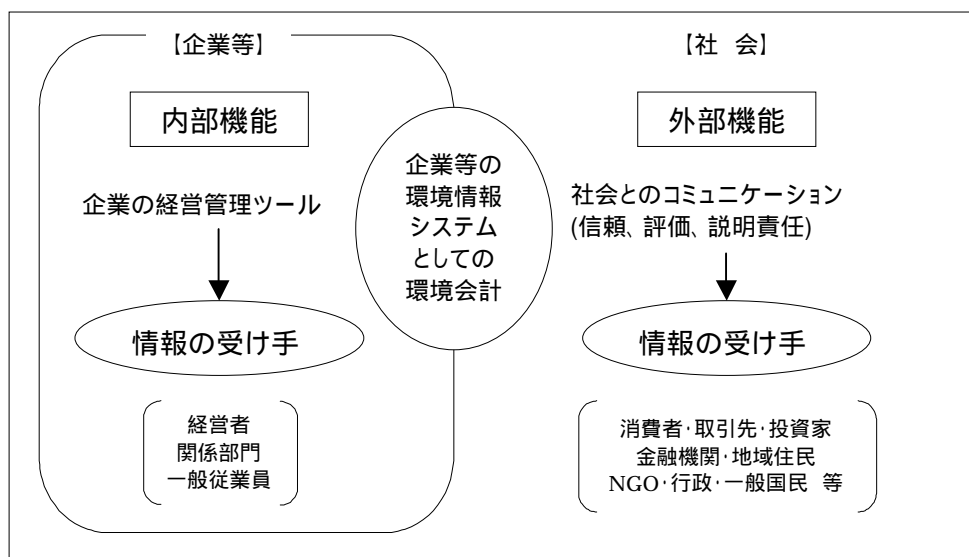 【企業等】
内部機能
企業の経営管理ツール
情報の受け手
経営者
関係部門
一般従業員
企業等の
環境情報
システム
としての
環境会計
【社 会】
外部機能
社会とのコミュニケーション
(信頼、評価、説明責任)
情報の受け手
消費者・取引先・投資家
金融機関・地域住民
NGO・行政・一般国民 等